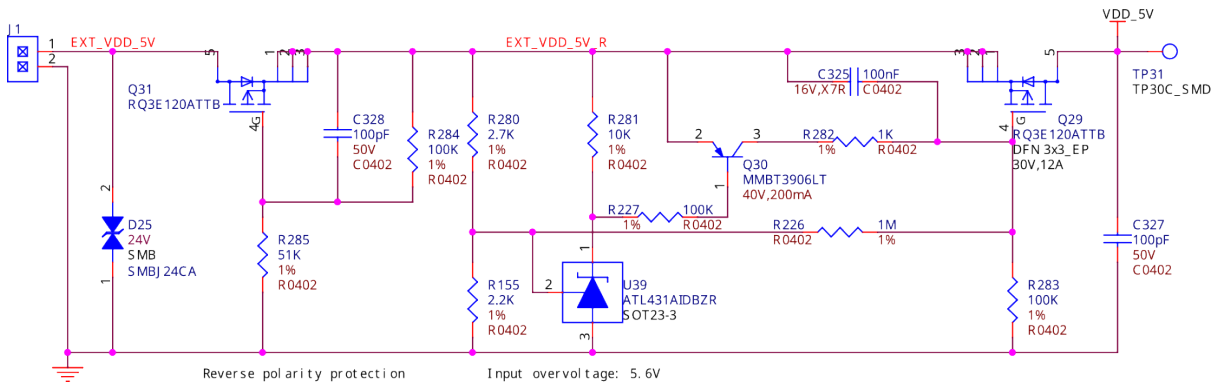 J1
1
2
EXT_VDD_5V
5
1
2
3
Q31
RQ3E120ATTB
4
G
C328
100pF
50V
C0402
R284
100K
1%
R0402
R280
2.7K
1%
R0402
EXT_VDD_5V_R
R281
10K
1%
R0402
C325
100nF
16V,X7R
C0402
2
3
R282
1K
1%
R0402
Q30
MMBT3906LT
40V,200mA
1
3
2
1
5
VDD_5V
TP31
TP30C_SMD
4
G
Q29
RQ3E120ATTB
DFN 3x3_EP
30V,12A
2
D25
24V
SMB
SMBJ24CA
1
R285
51K
1%
R0402
R227
100K
1%
R0402
R226
1M
R0402
1%
C327
100pF
50V
C0402
R155
2.2K
1%
R0402
1
2
3
U39
ATL431AIDBZR
SOT23-3
R283
100K
1%
R0402
Reverse polarity protection
Input overvoltage: 5.6V